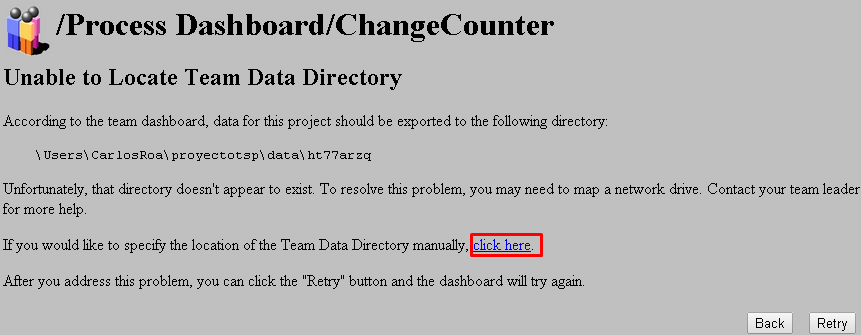 /Process Dashboard/ChangeCounter
Unable to Locate Team Data Directory
According to the team dashboard, data for this project should be exported to the following directory:
\Users\CarlosRoa\proyectotsp\data\ht77arzq
Unfortunately, that directory doesn't appear to exist. To resolve this problem, you may need to map a network drive. Contact your team leader
for more help.
If you would like to specify the location of the Team Data Directory manually, click here.
After you address this problem, you can click the "Retry" button and the dashboard will try again.
Back Retry